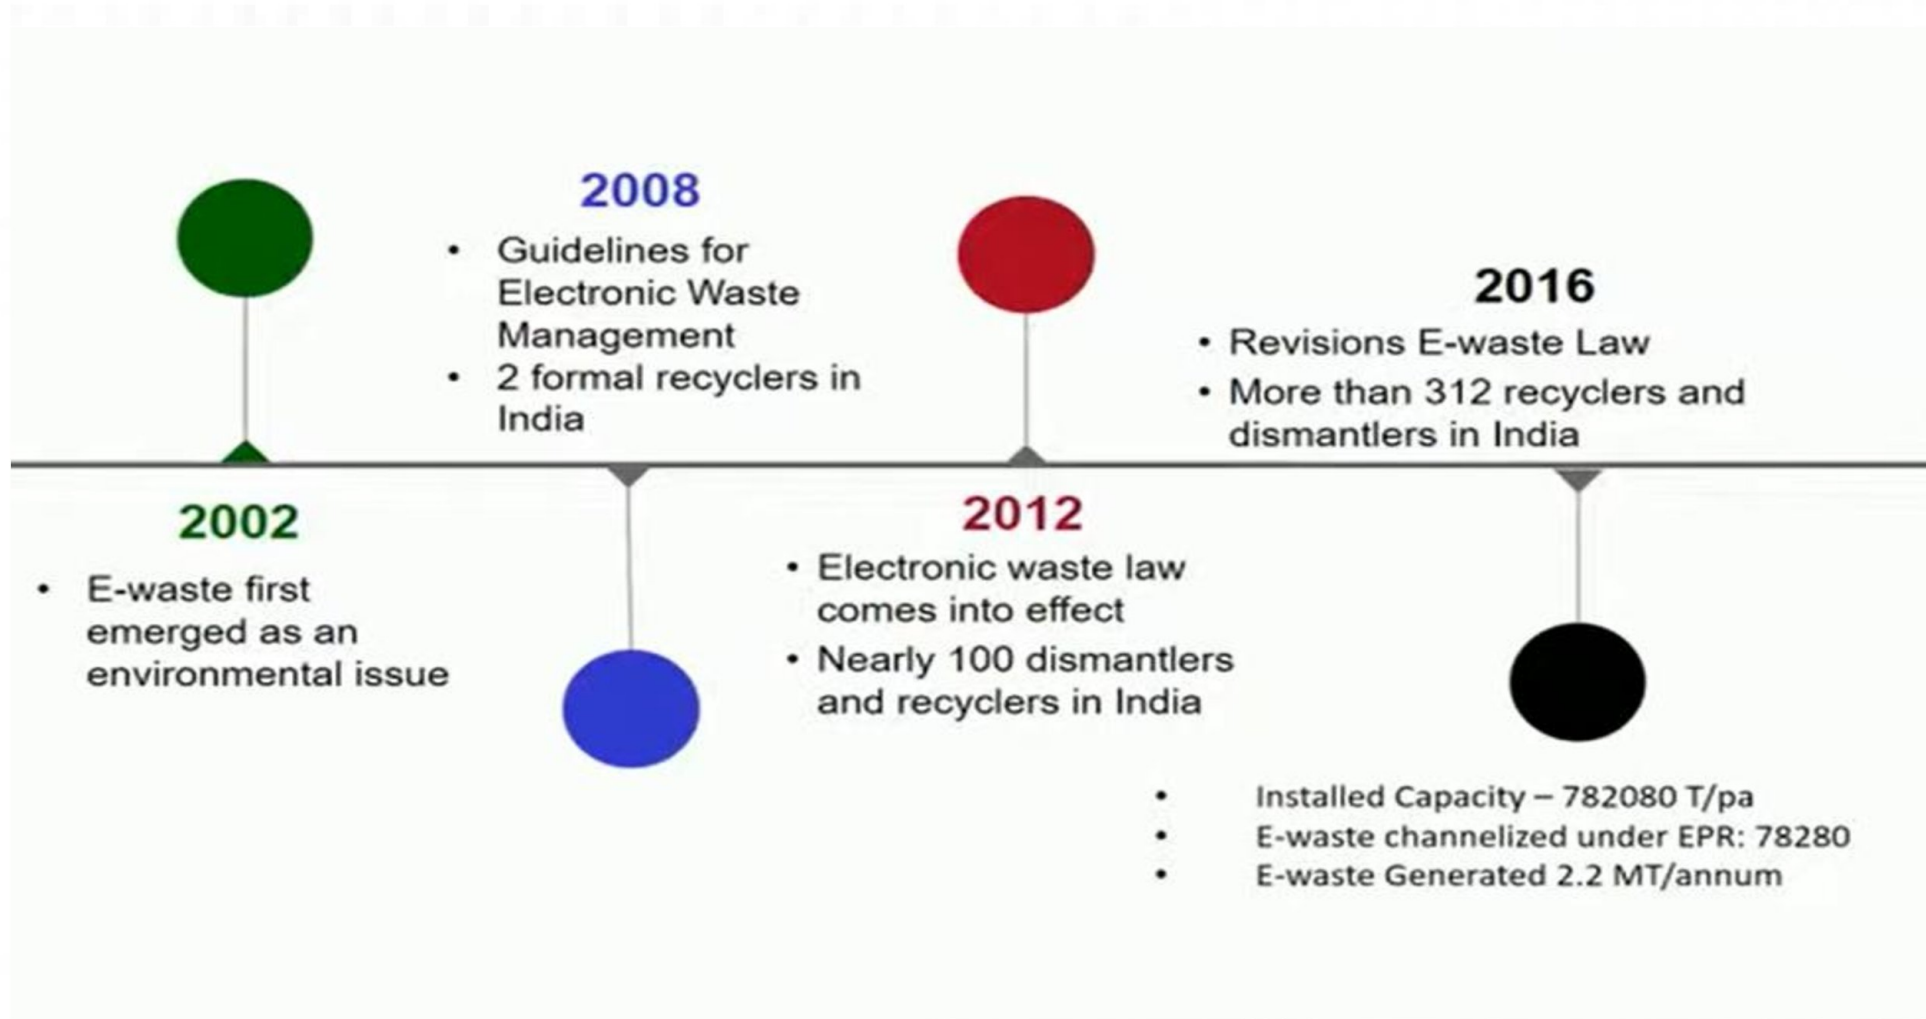 2002
• E-waste first
emerged as an
environmental issue
2008
• Guidelines for
Electronic Waste
Management
• 2 formal recyclers in
India
2012
• Electronic waste law
comes into effect
• Nearly 100 dismantlers
and recyclers in India
2016
• Revisions E-waste Law
• More than 312 recyclers and
dismantlers in India
• Installed Capacity – 782080 T/pa
• E-waste channelized under EPR: 78280
• E-waste Generated 2.2 MT/annum